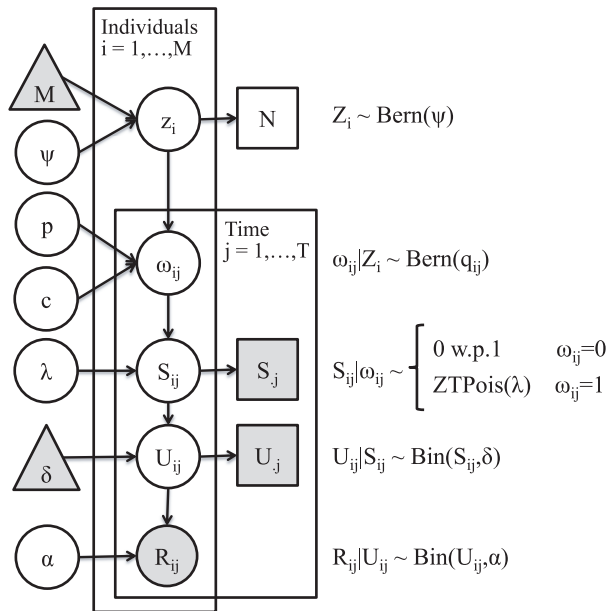 Individuals
i = 1,...,M
M
z_i
N
Z_i ~ Bern(ψ)
ψ
p
Time
j = 1,...,T
ω_ij
ω_ij|Z_i ~ Bern(q_ij)
c
λ
S_ij
S_.j
S_ij|ω_ij ~ { 0 w.p.1 ω_ij=0
ZTPois(λ) ω_ij=1
δ
U_ij
U_.j
U_ij|S_ij ~ Bin(S_ij,δ)
α
R_ij
R_ij|U_ij ~ Bin(U_ij,α)